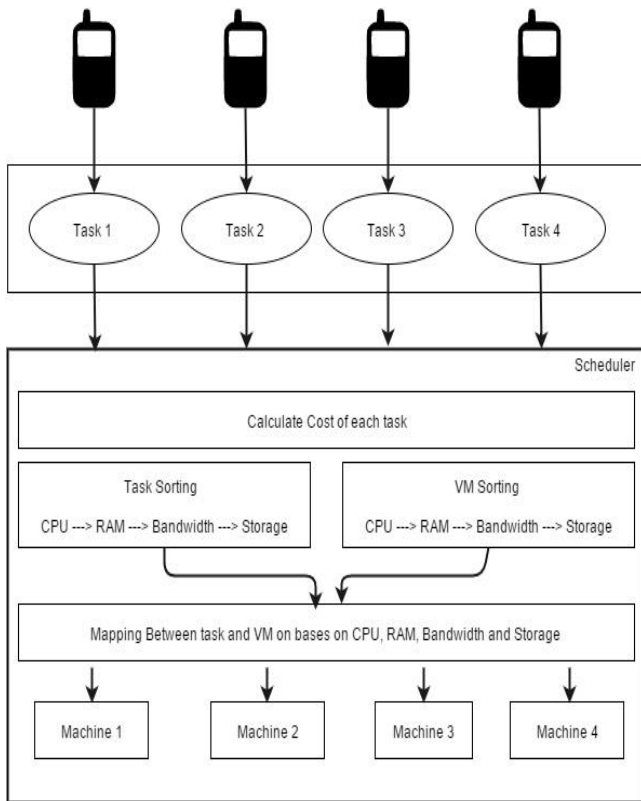 Task 1
Task 2
Task 3
Task 4
Scheduler
Calculate Cost of each task
Task Sorting
CPU ---> RAM ---> Bandwidth ---> Storage
VM Sorting
CPU ---> RAM ---> Bandwidth ---> Storage
Mapping Between task and VM on bases on CPU, RAM, Bandwidth and Storage
Machine 1
Machine 2
Machine 3
Machine 4